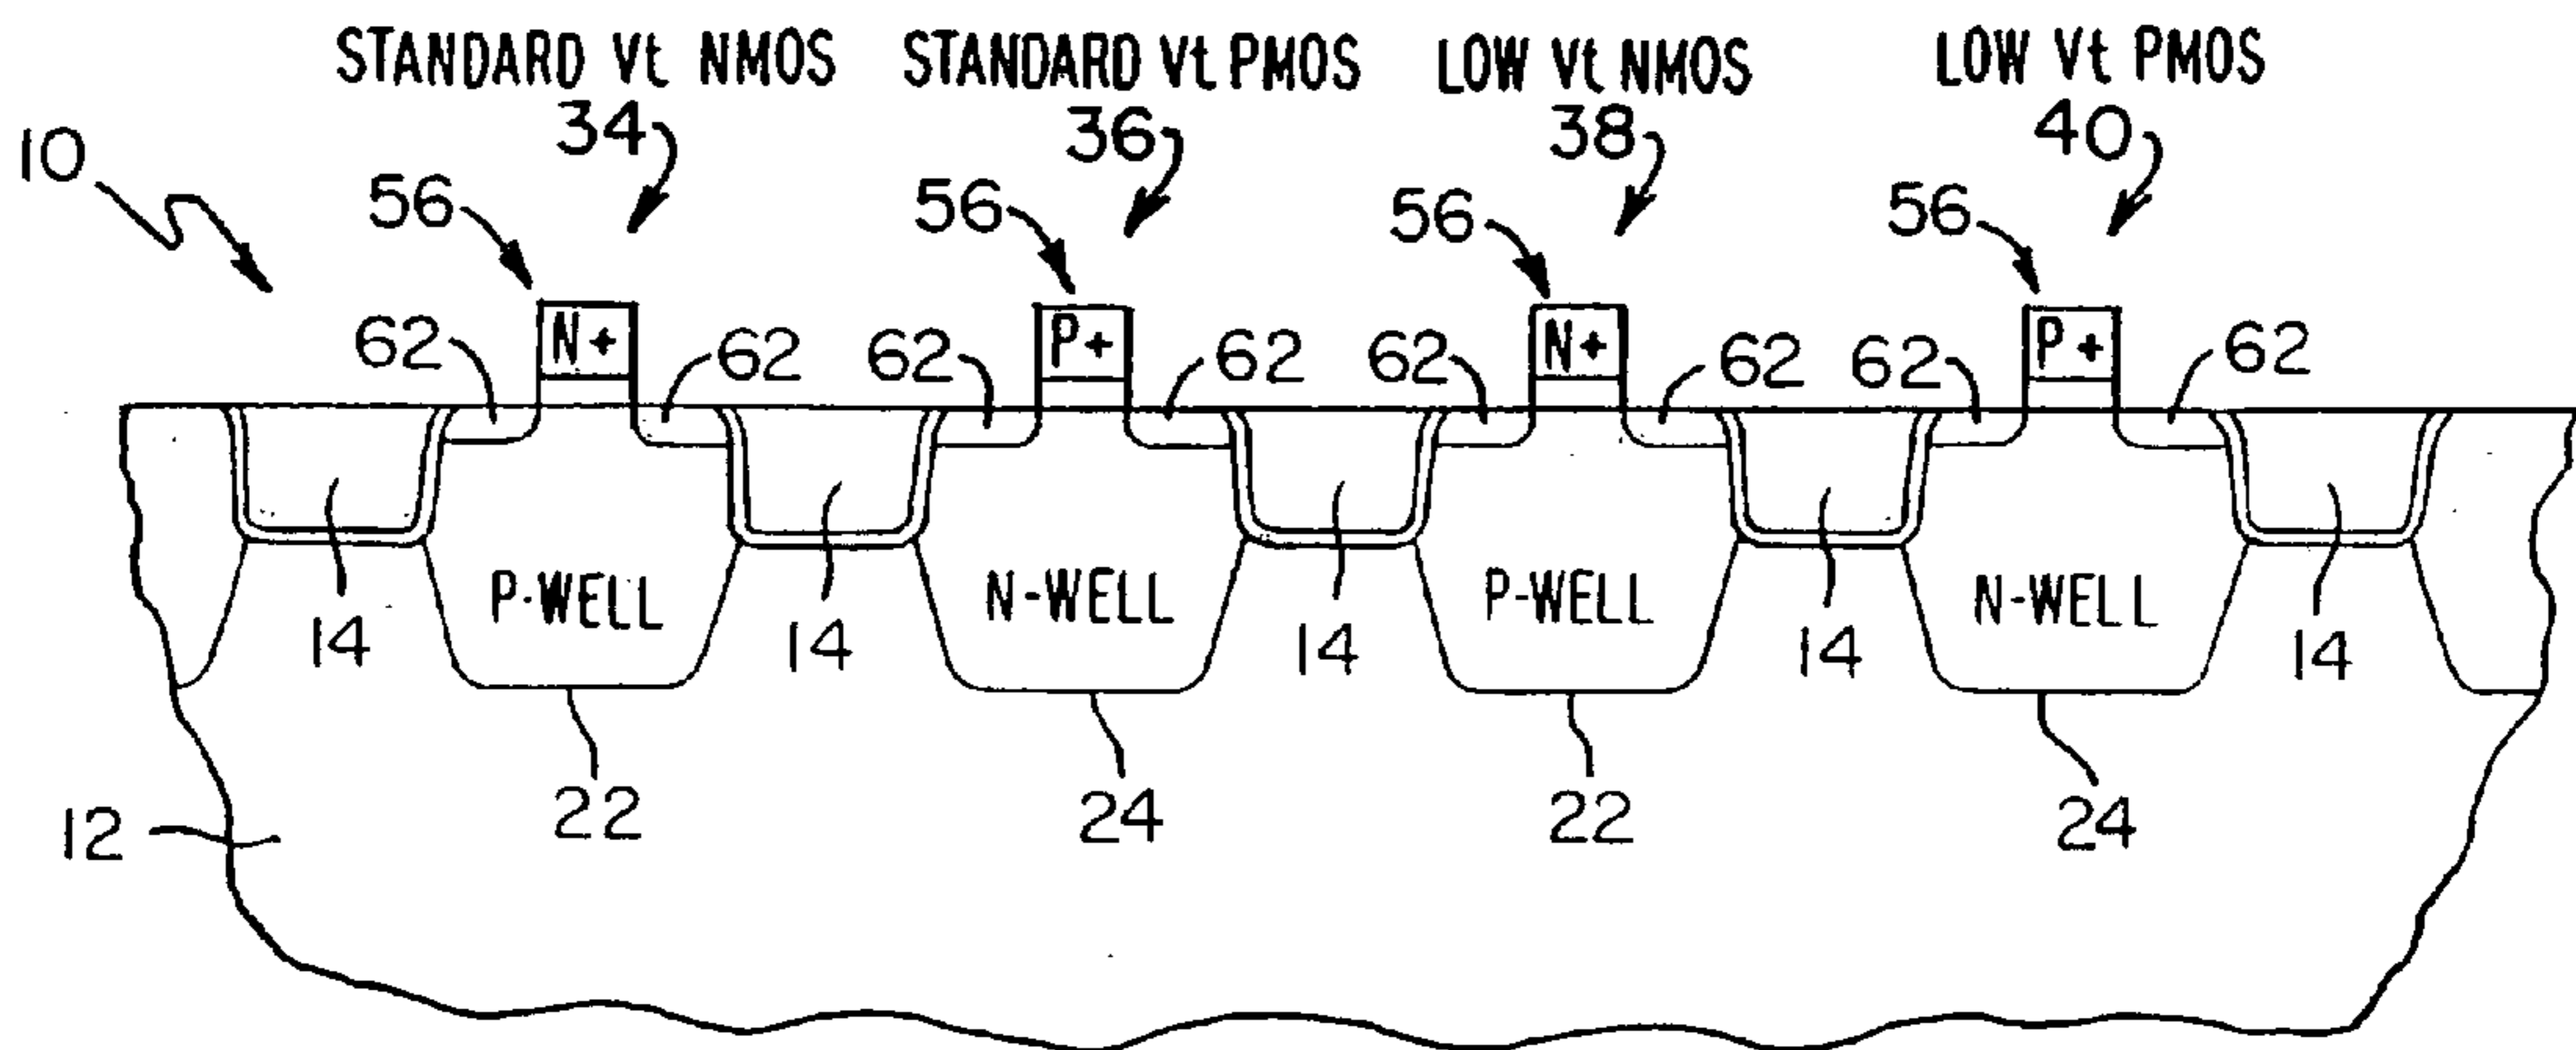 STANDARD Vt NMOS STANDARD Vt PMOS LOW Vt NMOS LOW Vt PMOS
34 36 38 40
10
56 56 56 56
N+ P+ N+ P+
62 62 62 62 62 62 62 62
P-WELL N-WELL P-WELL N-WELL
14 14 14 14 14
22 24 22 24
12